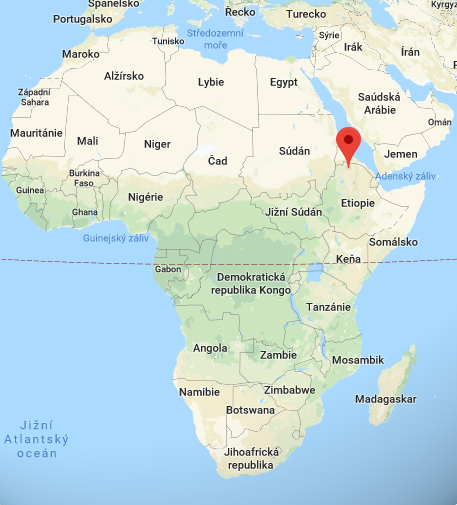 Španělsko
Portugalsko
Řecko
Turecko
Středozemní
moře
Tunisko
Sýrie
Irák
Írán
Maroko
Alžírsko
Lybie
Egypt
Saúdská
Arábie
Západní
Sahara
Omán
Mauritánie
Mali
Niger
Čad
Súdán
Jemen
Adenský záliv
Burkina
Faso
Guinea
Ghana
Nigérie
Jižní Súdán
Etiopie
Guinejský záliv
Somálsko
Keňa
Gabon
Demokratická
republika Kongo
Tanzánie
Angola
Zambie
Mosambik
Namibie
Zimbabwe
Botswana
Madagaskar
Jižní
Atlantský
oceán
Jihoafrická
republika